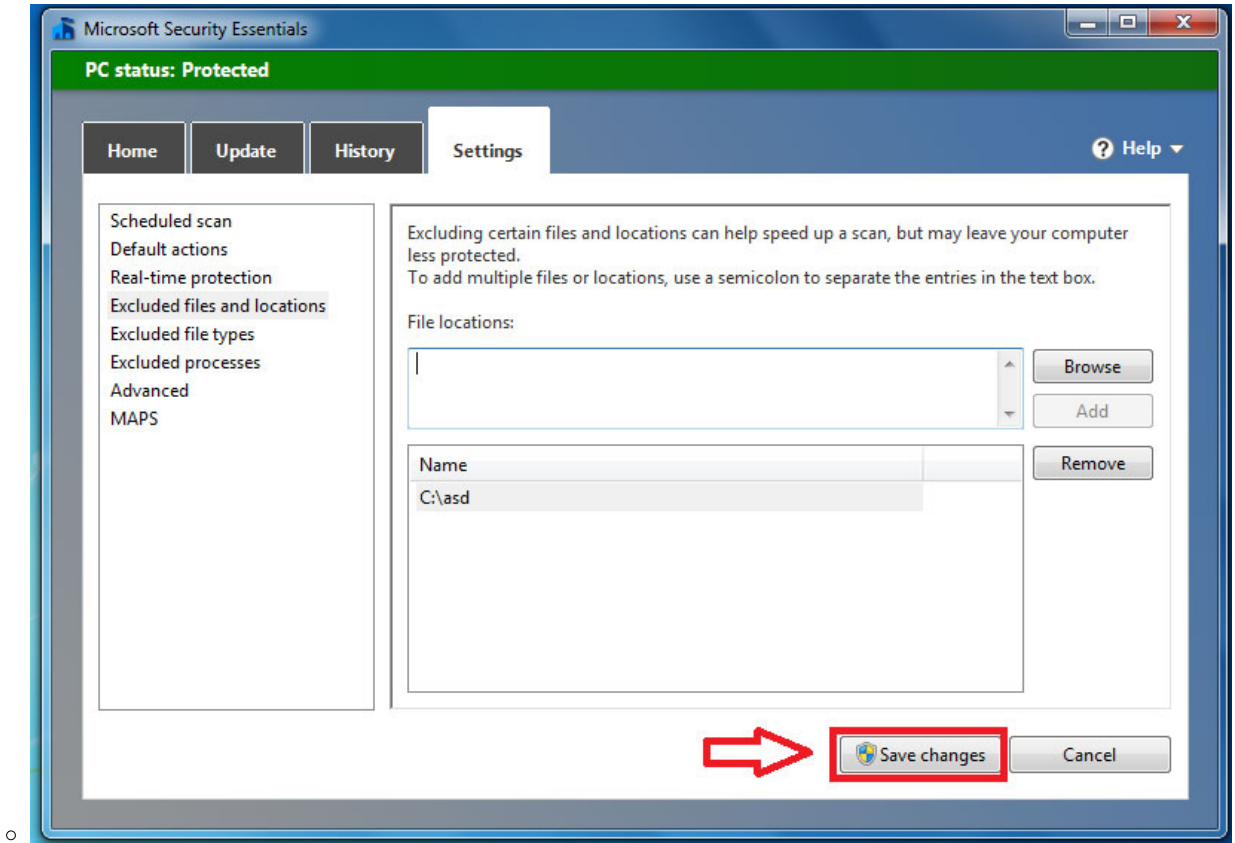 Microsoft Security Essentials
PC status: Protected
Home
Update
History
Settings
Help
Scheduled scan
Default actions
Real-time protection
Excluded files and locations
Excluded file types
Excluded processes
Advanced
MAPS
Excluding certain files and locations can help speed up a scan, but may leave your computer
less protected.
To add multiple files or locations, use a semicolon to separate the entries in the text box.
File locations:
Browse
Add
Name
Remove
C:\asd
Save changes
Cancel